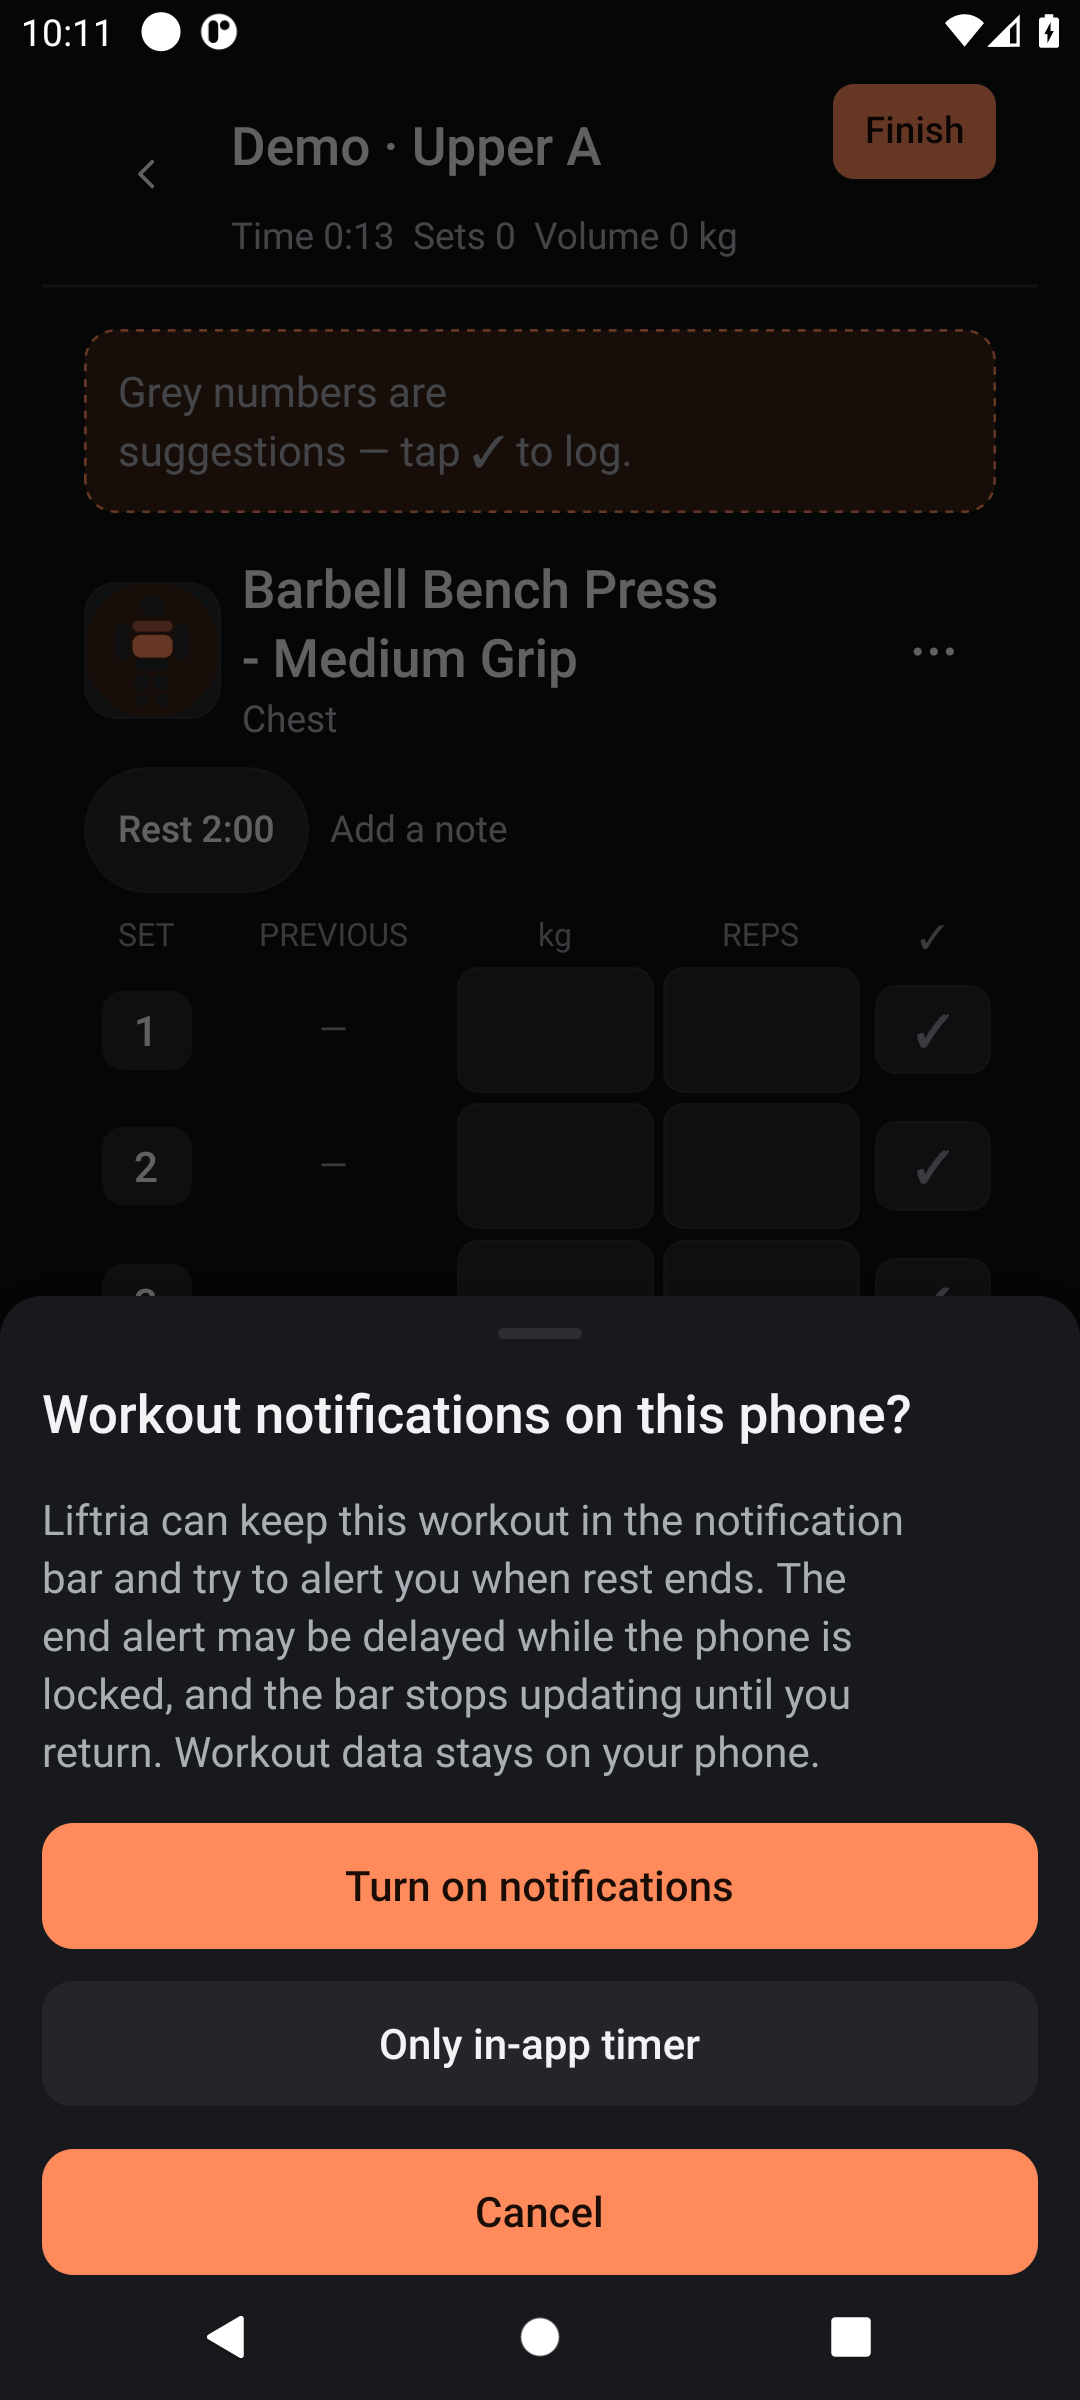 10:11
Demo · Upper A
Finish
Time 0:13 Sets 0 Volume 0 kg
Grey numbers are
suggestions — tap ✓ to log.
Barbell Bench Press
- Medium Grip
Chest
Rest 2:00 Add a note
SET PREVIOUS kg REPS ✓
1 — ✓
2 — ✓
Workout notifications on this phone?
Liftria can keep this workout in the notification
bar and try to alert you when rest ends. The
end alert may be delayed while the phone is
locked, and the bar stops updating until you
return. Workout data stays on your phone.
Turn on notifications
Only in-app timer
Cancel